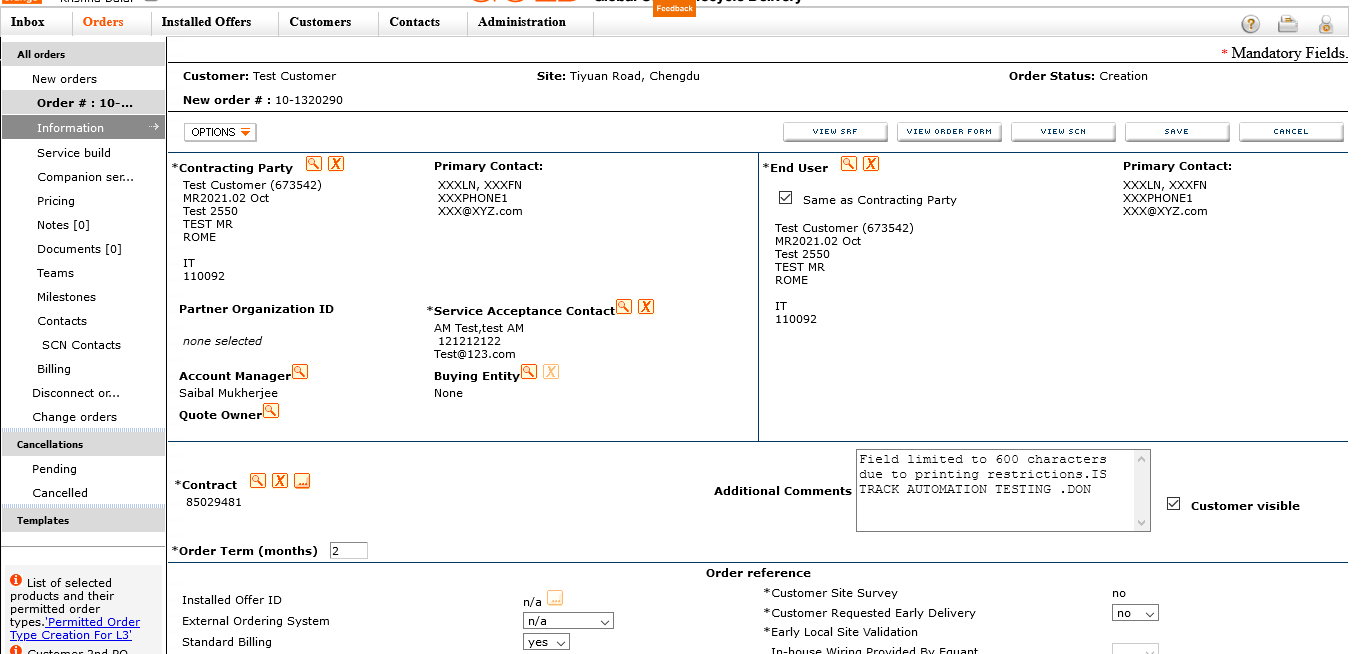 Feedback
Inbox
Orders
Installed Offers
Customers
Contacts
Administration
* Mandatory Fields.
All orders
New orders
Order # : 10-...
Information
Service build
Companion ser...
Pricing
Notes [0]
Documents [0]
Teams
Milestones
Contacts
SCN Contacts
Billing
Disconnect or...
Change orders
Cancellations
Pending
Cancelled
Templates
List of selected
products and their
permitted order
types.'Permitted Order
Type Creation For L3'
Customer 2nd PO
Customer: Test Customer
Site: Tiyuan Road, Chengdu
Order Status: Creation
New order # : 10-1320290
OPTIONS
VIEW SRF
VIEW ORDER FORM
VIEW SCN
SAVE
CANCEL
*Contracting Party
Test Customer (673542)
MR2021.02 Oct
Test 2550
TEST MR
ROME
IT
110092
Primary Contact:
XXXLN, XXXFN
XXXPHONE1
XXX@XYZ.com
*End User
Same as Contracting Party
Test Customer (673542)
MR2021.02 Oct
Test 2550
TEST MR
ROME
IT
110092
Primary Contact:
XXXLN, XXXFN
XXXPHONE1
XXX@XYZ.com
Partner Organization ID
none selected
*Service Acceptance Contact
AM Test,test AM
121212122
Test@123.com
Account Manager
Saibal Mukherjee
Buying Entity
None
Quote Owner
*Contract
85029481
Additional Comments
Field limited to 600 characters
due to printing restrictions.IS
TRACK AUTOMATION TESTING .DON
Customer visible
*Order Term (months) 2
Order reference
Installed Offer ID n/a
External Ordering System n/a
Standard Billing yes
*Customer Site Survey no
*Customer Requested Early Delivery no
*Early Local Site Validation
In-house Wiring Provided By Equant